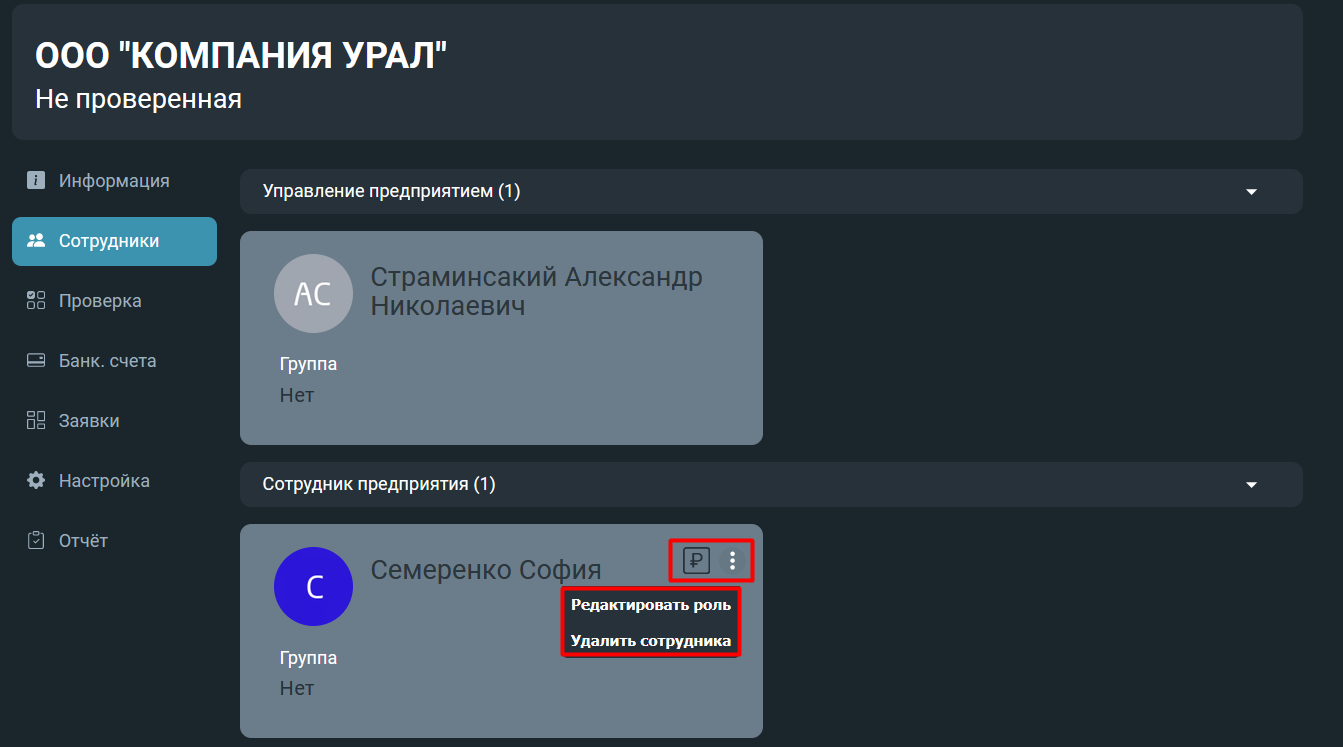 ООО "КОМПАНИЯ УРАЛ"
Не проверенная
Информация
Сотрудники
Проверка
Банк. счета
Заявки
Настройка
Отчёт
Управление предприятием (1)
АС
Страминсакий Александр
Николаевич
Группа
Нет
Сотрудник предприятия (1)
С
Семеренко София
₽
Редактировать роль
Удалить сотрудника
Группа
Нет